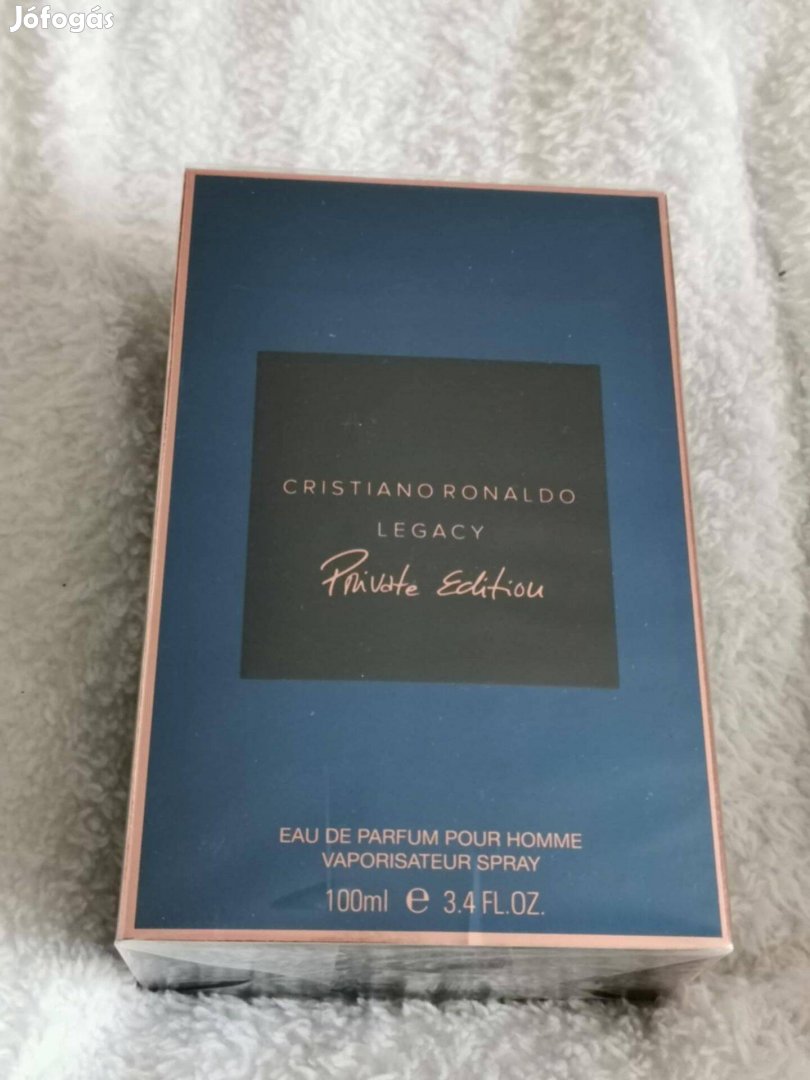 Jófogás
CRISTIANO RONALDO
LEGACY
Private Edition
EAU DE PARFUM POUR HOMME
VAPORISATEUR SPRAY
100ml e 3.4 FL.OZ.